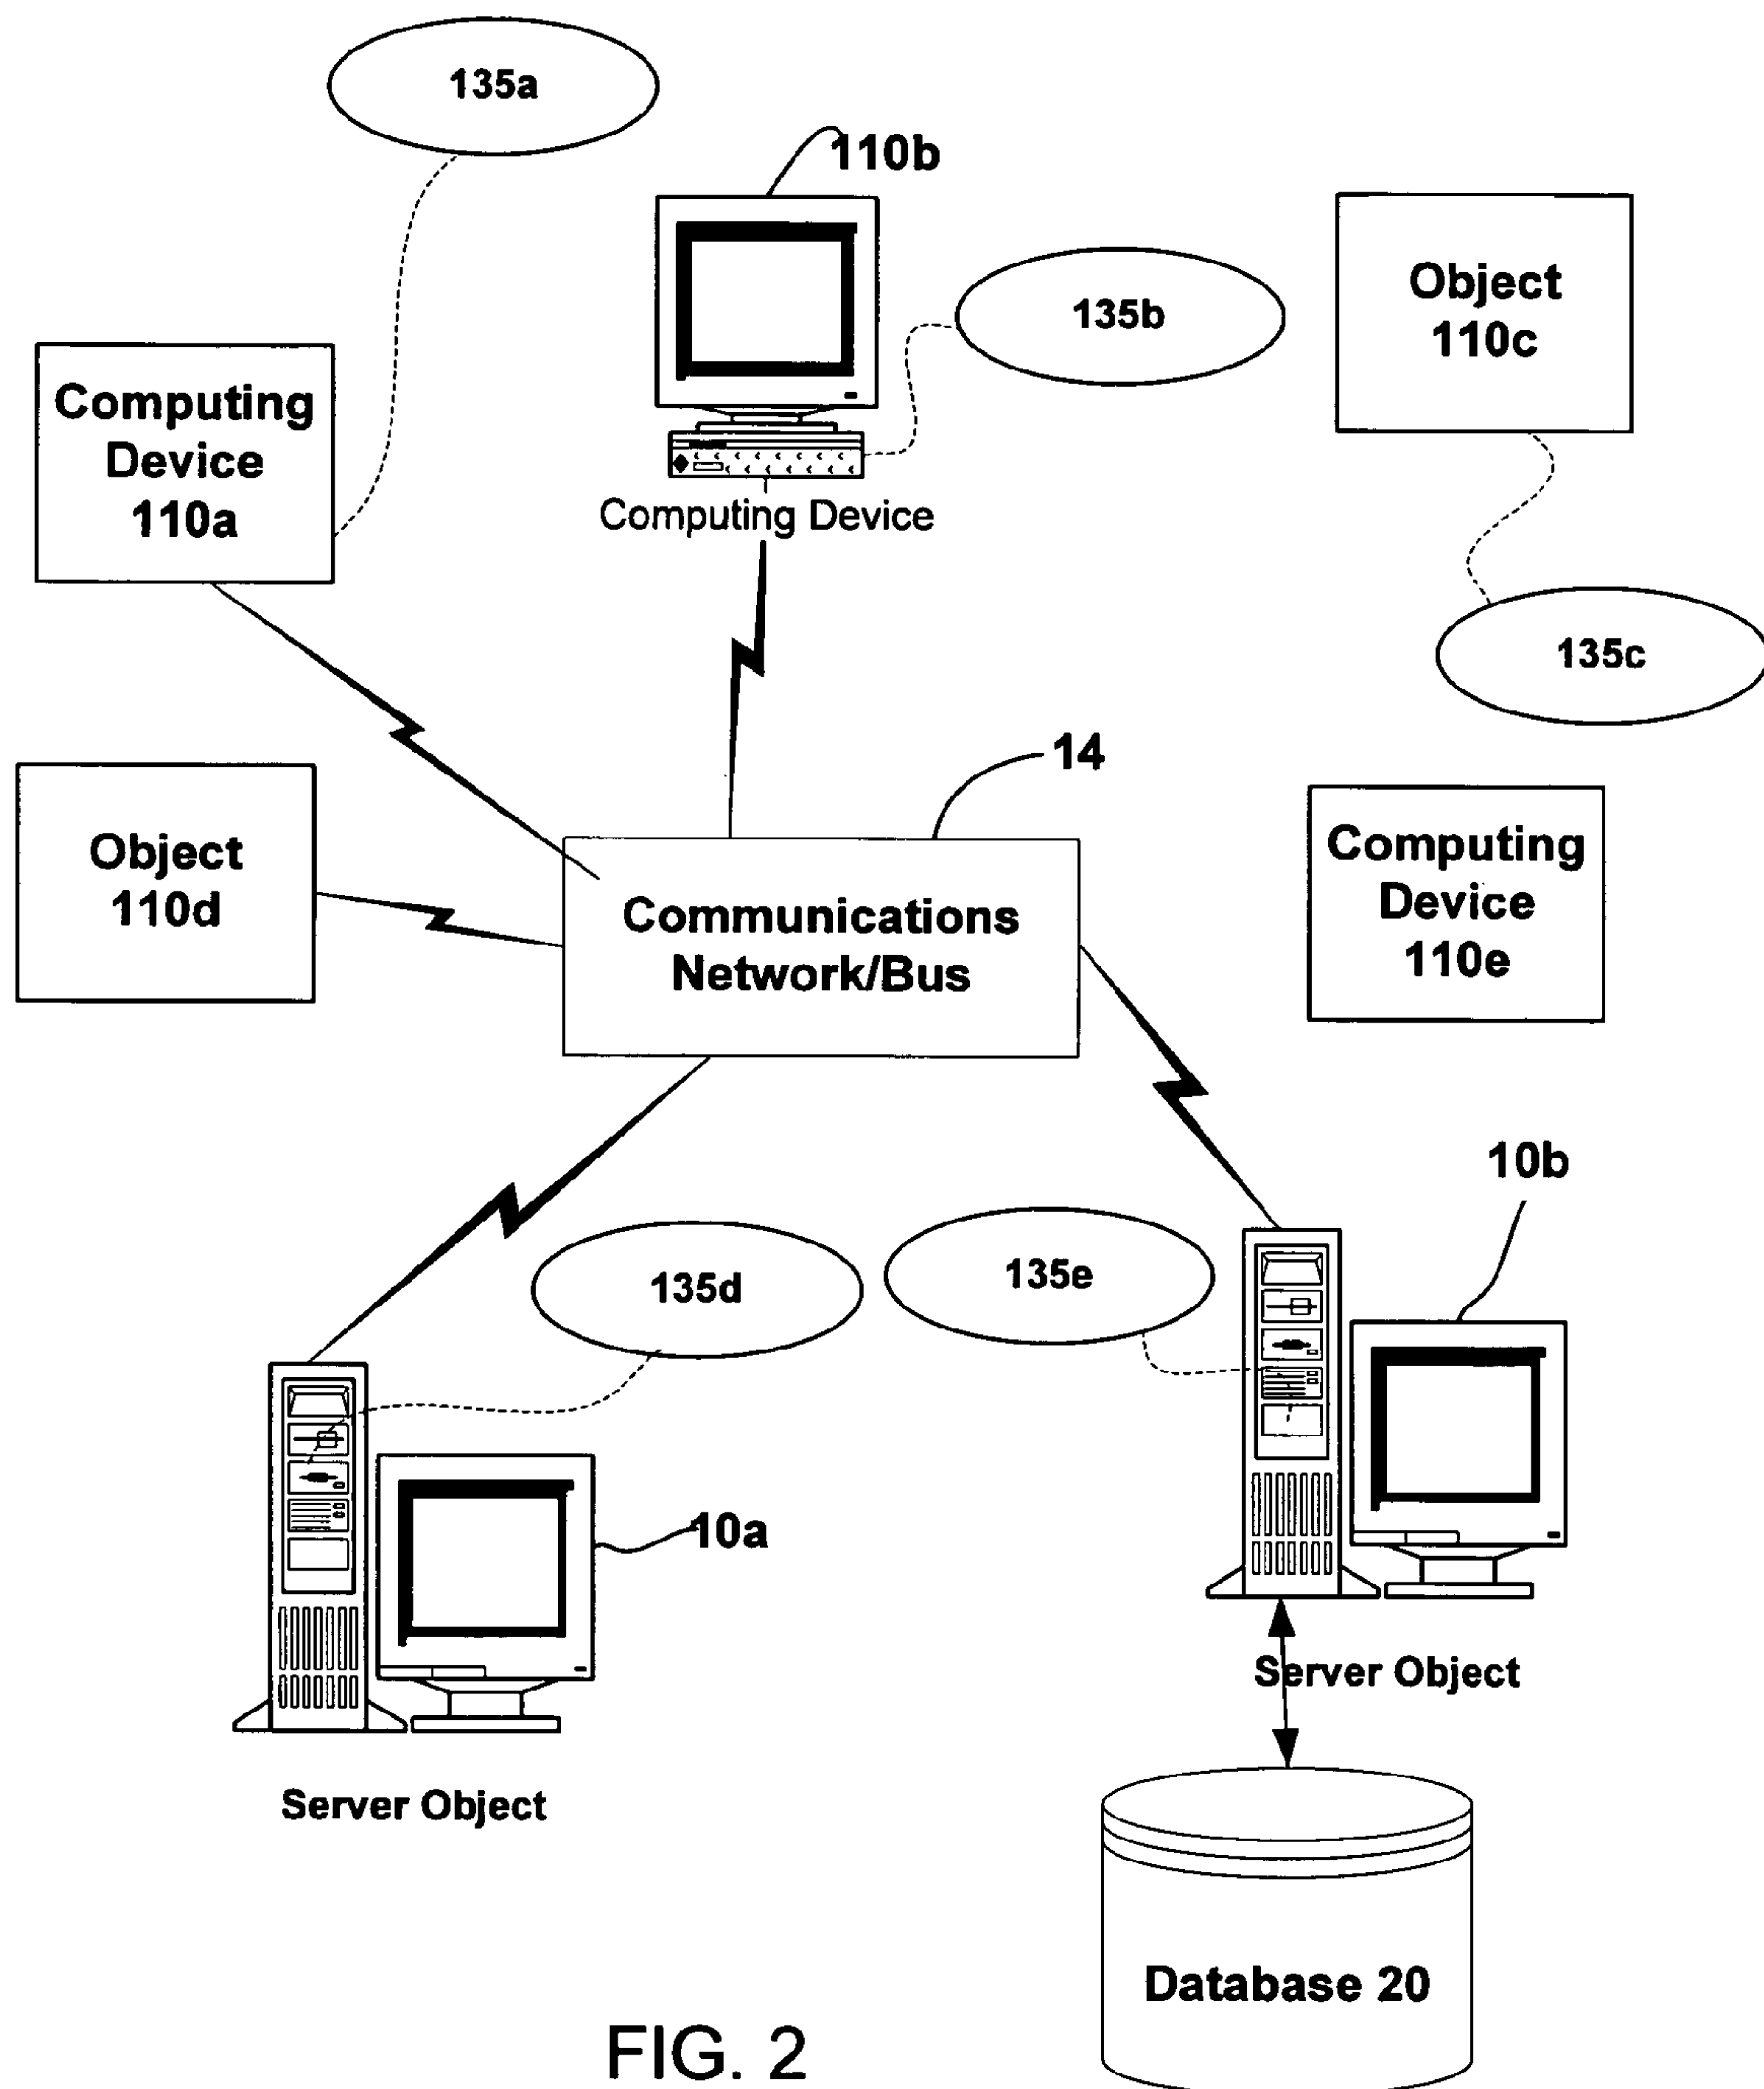 135a
110b
135b
Object
110c
Computing
Device
110a
Computing Device
135c
14
Object
110d
Communications
Network/Bus
Computing
Device
110e
10b
135d
135e
10a
Server Object
Server Object
Database 20
FIG. 2